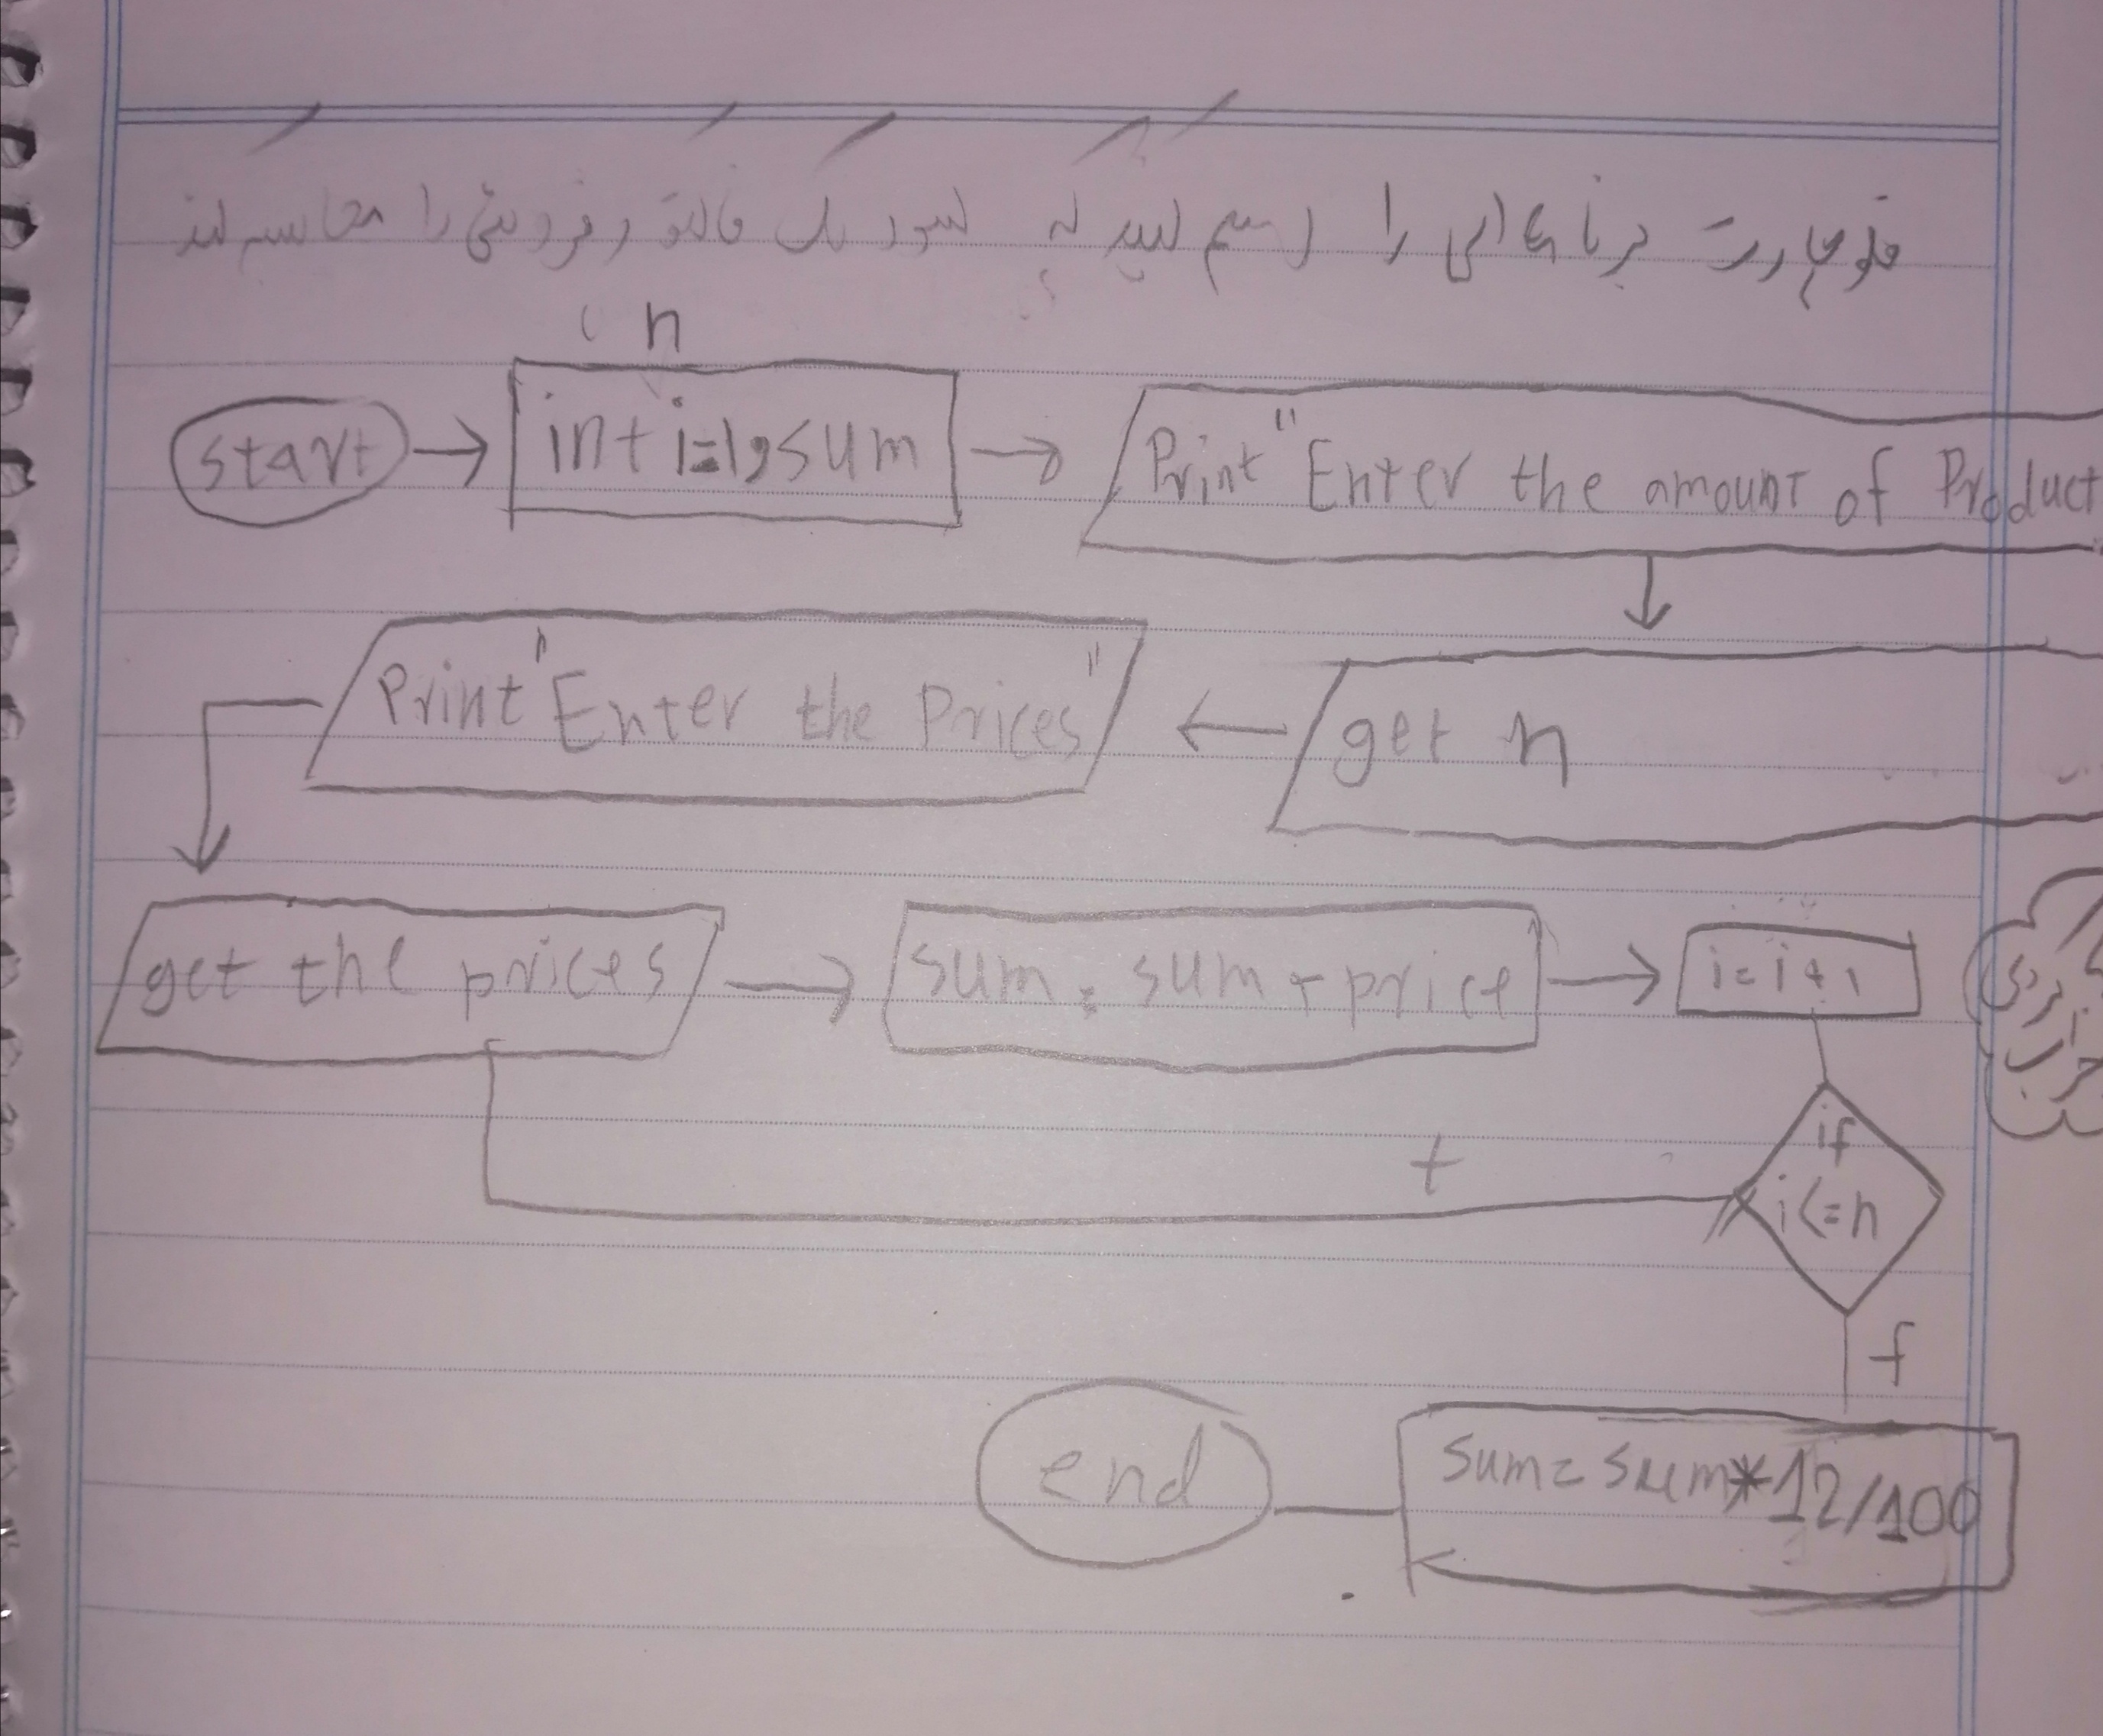 فلوچارت برنامه‌ای را رسم کنید که سود یک فاکتور فروش را محاسبه کند
n
start
int i=1,sum
Print "Enter the amount of Product
get n
Print "Enter the Prices"
get the prices
sum = sum + price
i=i+1
if
i<=n
t
f
sum=sum*12/100
end